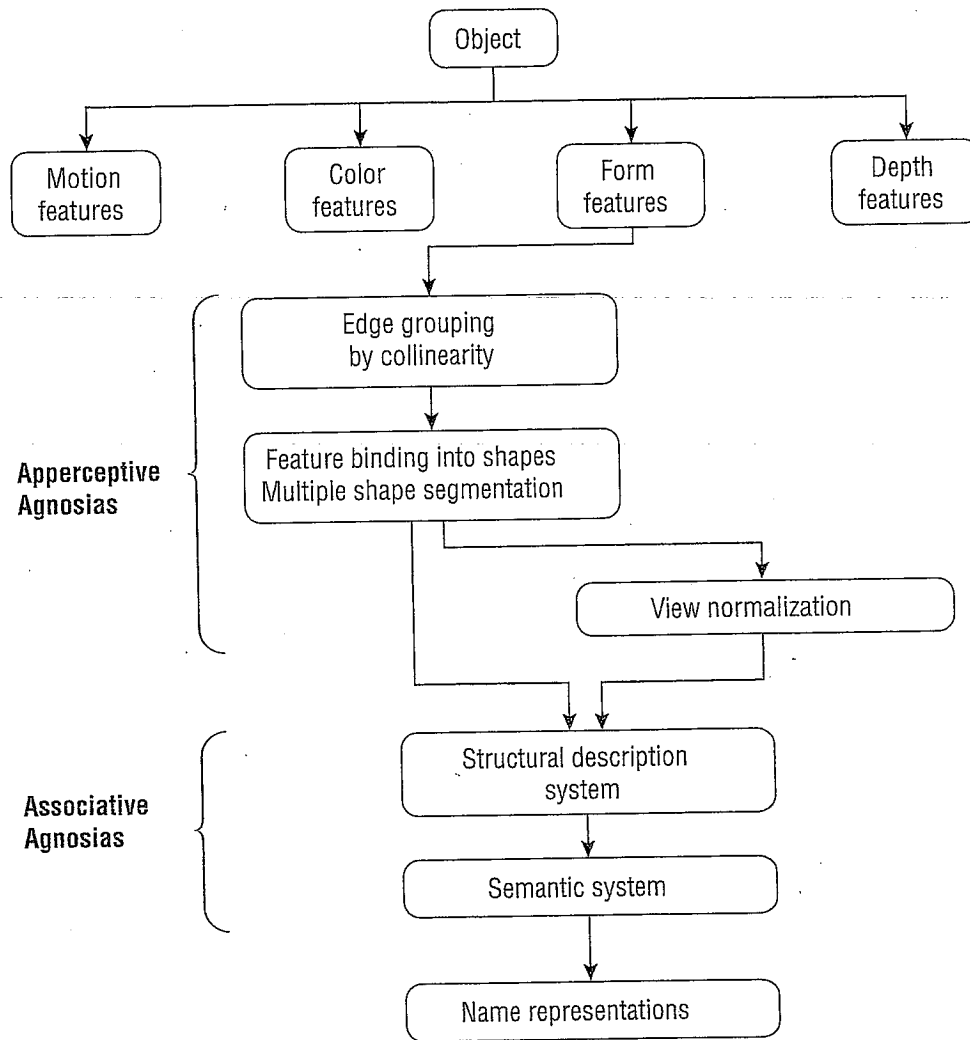 Object
Motion
features
Color
features
Form
features
Depth
features
Edge grouping
by collinearity
Apperceptive
Agnosias
Feature binding into shapes
Multiple shape segmentation
View normalization
Associative
Agnosias
Structural description
system
Semantic system
Name representations